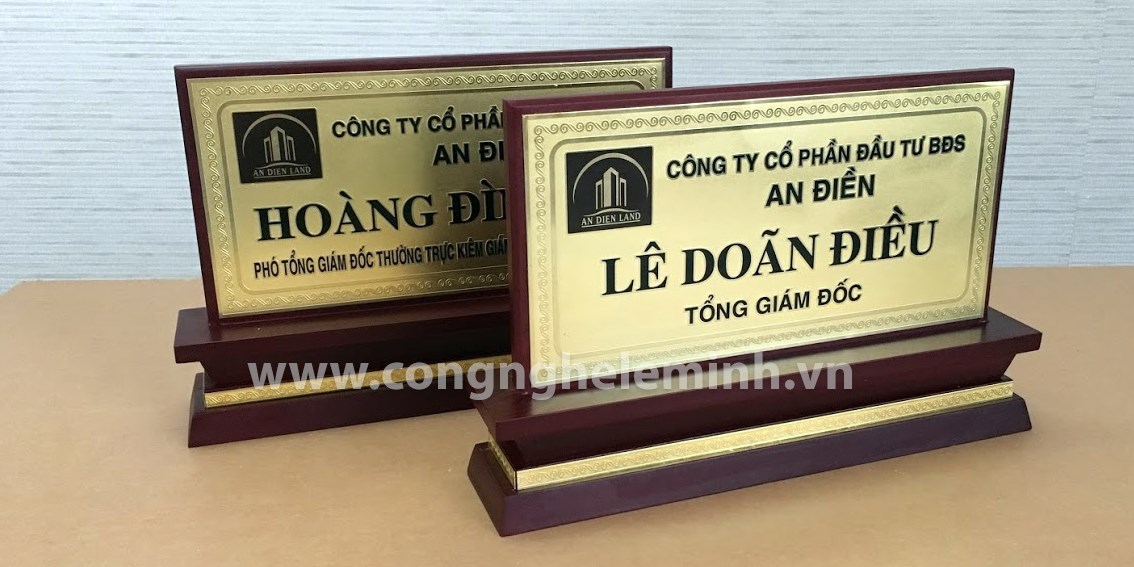 AN DIEN LAND
CÔNG TY CỔ PHẦN
AN ĐI
HOÀNG ĐÌ
PHÓ TỔNG GIÁM ĐỐC THƯỜNG TRỰC KIÊM GIÁ
AN DIEN LAND
CÔNG TY CỔ PHẦN ĐẦU TƯ BĐS
AN ĐIỀN
LÊ DOÃN ĐIỀU
TỔNG GIÁM ĐỐC
www.congngheleminh.vn